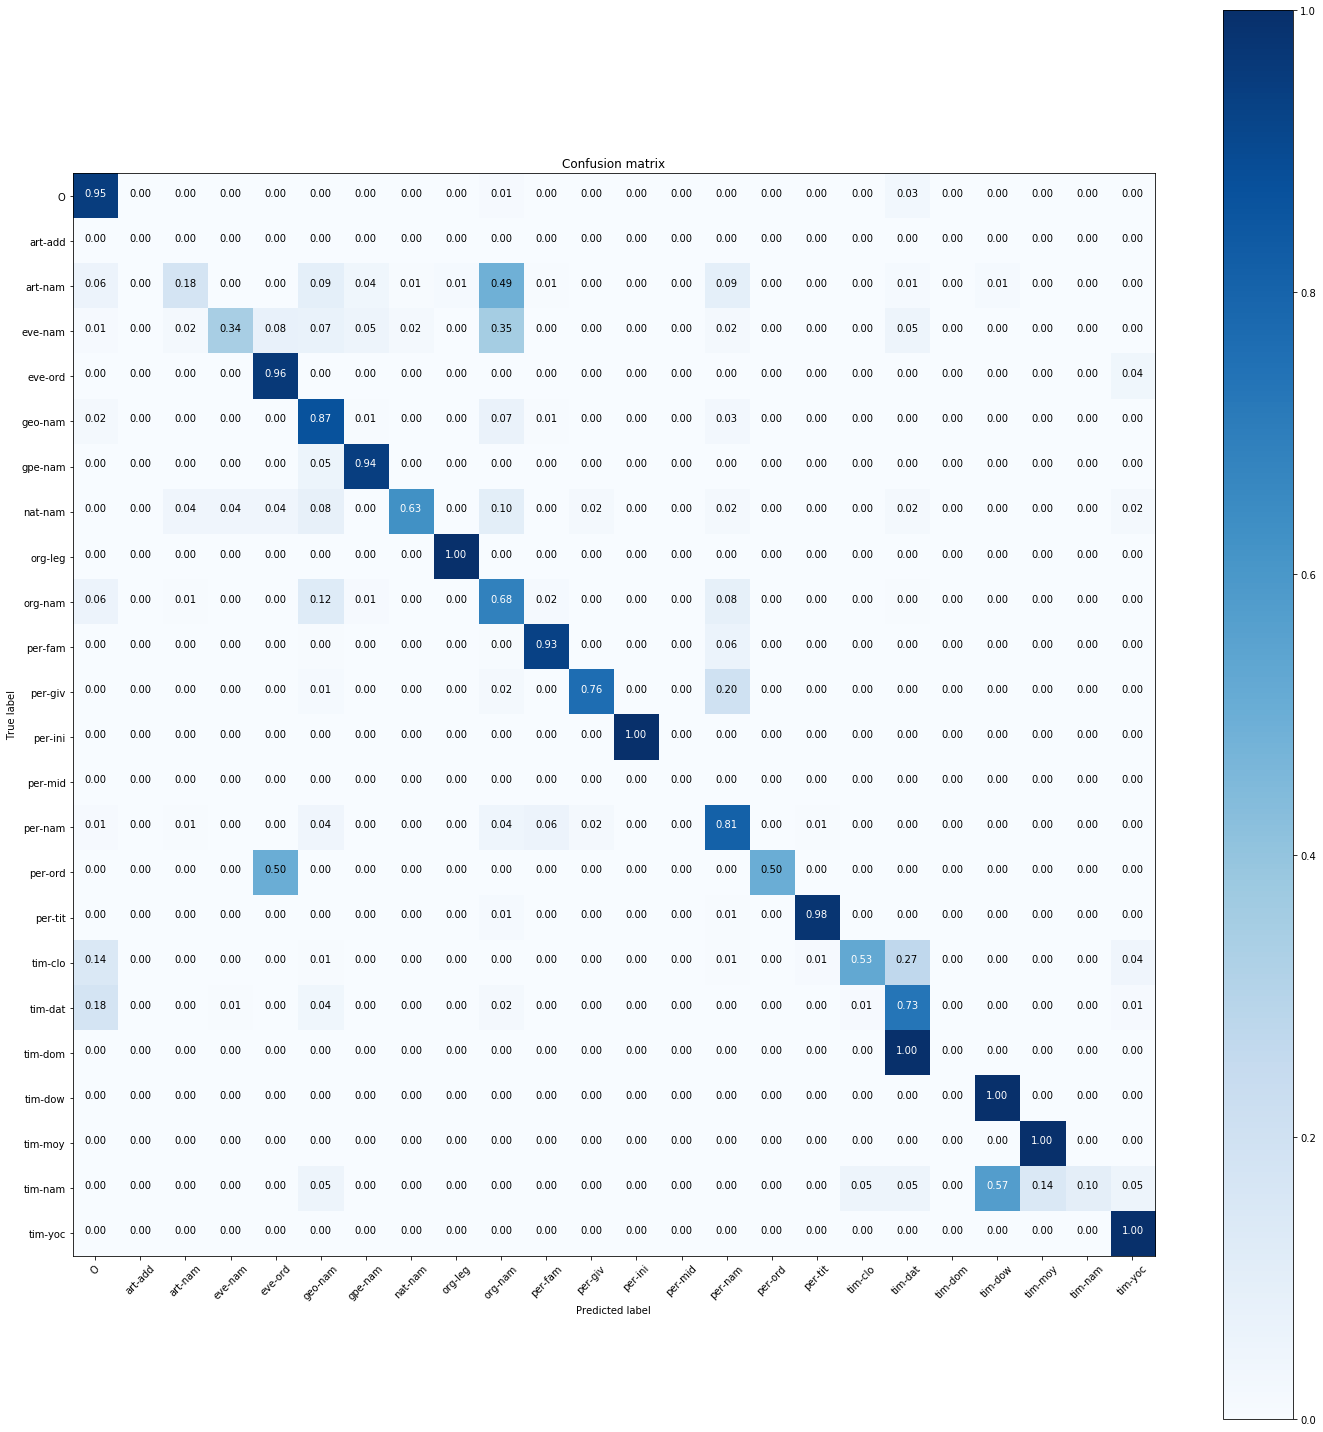 Confusion matrix
O 0.95 0.00 0.00 0.00 0.00 0.00 0.00 0.00 0.00 0.01 0.00 0.00 0.00 0.00 0.00 0.00 0.00 0.00 0.03 0.00 0.00 0.00 0.00 0.00
art-add 0.00 0.00 0.00 0.00 0.00 0.00 0.00 0.00 0.00 0.00 0.00 0.00 0.00 0.00 0.00 0.00 0.00 0.00 0.00 0.00 0.00 0.00 0.00 0.00
art-nam 0.06 0.00 0.18 0.00 0.00 0.09 0.04 0.01 0.01 0.49 0.01 0.00 0.00 0.00 0.09 0.00 0.00 0.00 0.01 0.00 0.01 0.00 0.00 0.00
eve-nam 0.01 0.00 0.02 0.34 0.08 0.07 0.05 0.02 0.00 0.35 0.00 0.00 0.00 0.00 0.02 0.00 0.00 0.00 0.05 0.00 0.00 0.00 0.00 0.00
eve-ord 0.00 0.00 0.00 0.00 0.96 0.00 0.00 0.00 0.00 0.00 0.00 0.00 0.00 0.00 0.00 0.00 0.00 0.00 0.00 0.00 0.00 0.00 0.00 0.04
geo-nam 0.02 0.00 0.00 0.00 0.00 0.87 0.01 0.00 0.00 0.07 0.01 0.00 0.00 0.00 0.03 0.00 0.00 0.00 0.00 0.00 0.00 0.00 0.00 0.00
gpe-nam 0.00 0.00 0.00 0.00 0.00 0.05 0.94 0.00 0.00 0.00 0.00 0.00 0.00 0.00 0.00 0.00 0.00 0.00 0.00 0.00 0.00 0.00 0.00 0.00
nat-nam 0.00 0.00 0.04 0.04 0.04 0.08 0.00 0.63 0.00 0.10 0.00 0.02 0.00 0.00 0.02 0.00 0.00 0.00 0.02 0.00 0.00 0.00 0.00 0.02
org-leg 0.00 0.00 0.00 0.00 0.00 0.00 0.00 0.00 1.00 0.00 0.00 0.00 0.00 0.00 0.00 0.00 0.00 0.00 0.00 0.00 0.00 0.00 0.00 0.00
org-nam 0.06 0.00 0.01 0.00 0.00 0.12 0.01 0.00 0.00 0.68 0.02 0.00 0.00 0.00 0.08 0.00 0.00 0.00 0.00 0.00 0.00 0.00 0.00 0.00
per-fam 0.00 0.00 0.00 0.00 0.00 0.00 0.00 0.00 0.00 0.00 0.93 0.00 0.00 0.00 0.06 0.00 0.00 0.00 0.00 0.00 0.00 0.00 0.00 0.00
per-giv 0.00 0.00 0.00 0.00 0.00 0.01 0.00 0.00 0.00 0.02 0.00 0.76 0.00 0.00 0.20 0.00 0.00 0.00 0.00 0.00 0.00 0.00 0.00 0.00
per-ini 0.00 0.00 0.00 0.00 0.00 0.00 0.00 0.00 0.00 0.00 0.00 0.00 1.00 0.00 0.00 0.00 0.00 0.00 0.00 0.00 0.00 0.00 0.00 0.00
per-mid 0.00 0.00 0.00 0.00 0.00 0.00 0.00 0.00 0.00 0.00 0.00 0.00 0.00 0.00 0.00 0.00 0.00 0.00 0.00 0.00 0.00 0.00 0.00 0.00
per-nam 0.01 0.00 0.01 0.00 0.00 0.04 0.00 0.00 0.00 0.04 0.06 0.02 0.00 0.00 0.81 0.00 0.01 0.00 0.00 0.00 0.00 0.00 0.00 0.00
per-ord 0.00 0.00 0.00 0.00 0.50 0.00 0.00 0.00 0.00 0.00 0.00 0.00 0.00 0.00 0.00 0.50 0.00 0.00 0.00 0.00 0.00 0.00 0.00 0.00
per-tit 0.00 0.00 0.00 0.00 0.00 0.00 0.00 0.00 0.00 0.01 0.00 0.00 0.00 0.00 0.01 0.00 0.98 0.00 0.00 0.00 0.00 0.00 0.00 0.00
tim-clo 0.14 0.00 0.00 0.00 0.00 0.01 0.00 0.00 0.00 0.00 0.00 0.00 0.00 0.00 0.01 0.00 0.01 0.53 0.27 0.00 0.00 0.00 0.00 0.04
tim-dat 0.18 0.00 0.00 0.01 0.00 0.04 0.00 0.00 0.00 0.02 0.00 0.00 0.00 0.00 0.00 0.00 0.00 0.01 0.73 0.00 0.00 0.00 0.00 0.01
tim-dom 0.00 0.00 0.00 0.00 0.00 0.00 0.00 0.00 0.00 0.00 0.00 0.00 0.00 0.00 0.00 0.00 0.00 0.00 1.00 0.00 0.00 0.00 0.00 0.00
tim-dow 0.00 0.00 0.00 0.00 0.00 0.00 0.00 0.00 0.00 0.00 0.00 0.00 0.00 0.00 0.00 0.00 0.00 0.00 0.00 0.00 1.00 0.00 0.00 0.00
tim-moy 0.00 0.00 0.00 0.00 0.00 0.00 0.00 0.00 0.00 0.00 0.00 0.00 0.00 0.00 0.00 0.00 0.00 0.00 0.00 0.00 0.00 1.00 0.00 0.00
tim-nam 0.00 0.00 0.00 0.00 0.00 0.05 0.00 0.00 0.00 0.00 0.00 0.00 0.00 0.00 0.00 0.00 0.00 0.05 0.05 0.00 0.57 0.14 0.10 0.05
tim-yoc 0.00 0.00 0.00 0.00 0.00 0.00 0.00 0.00 0.00 0.00 0.00 0.00 0.00 0.00 0.00 0.00 0.00 0.00 0.00 0.00 0.00 0.00 0.00 1.00
True label
O art-add art-nam eve-nam eve-ord geo-nam gpe-nam nat-nam org-leg org-nam per-fam per-giv per-ini per-mid per-nam per-ord per-tit tim-clo tim-dat tim-dom tim-dow tim-moy tim-nam tim-yoc
Predicted label
1.0
0.8
0.6
0.4
0.2
0.0